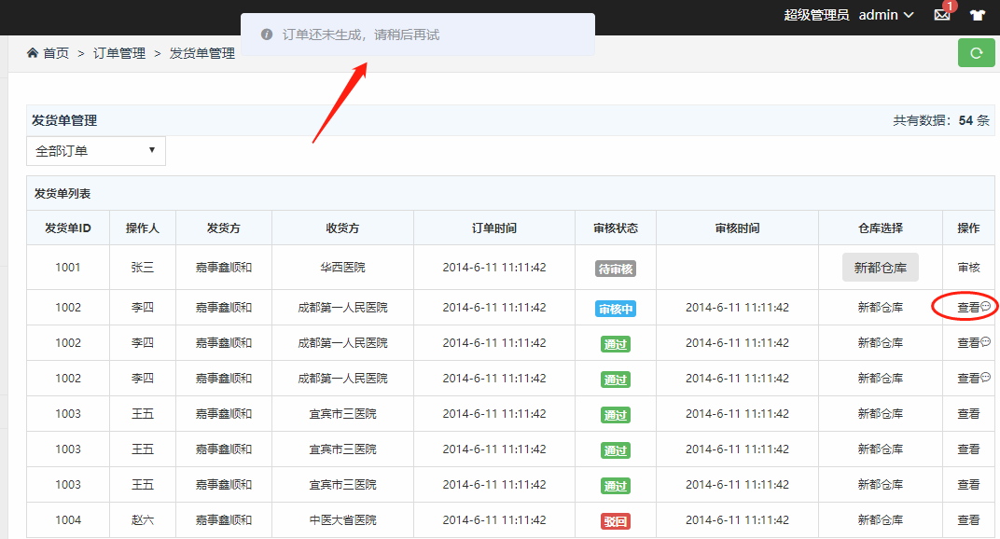 超级管理员 admin 1
订单还未生成，请稍后再试
首页 > 订单管理 > 发货单管理
发货单管理 共有数据：54 条
全部订单
发货单列表
发货单ID 操作人 发货方 收货方 订单时间 审核状态 审核时间 仓库选择 操作
1001 张三 嘉事鑫顺和 华西医院 2014-6-11 11:11:42 待审核 新都仓库 审核
1002 李四 嘉事鑫顺和 成都第一人民医院 2014-6-11 11:11:42 审核中 2014-6-11 11:11:42 新都仓库 查看
1002 李四 嘉事鑫顺和 成都第一人民医院 2014-6-11 11:11:42 通过 2014-6-11 11:11:42 新都仓库 查看
1002 李四 嘉事鑫顺和 成都第一人民医院 2014-6-11 11:11:42 通过 2014-6-11 11:11:42 新都仓库 查看
1003 王五 嘉事鑫顺和 宜宾市三医院 2014-6-11 11:11:42 通过 2014-6-11 11:11:42 新都仓库 查看
1003 王五 嘉事鑫顺和 宜宾市三医院 2014-6-11 11:11:42 通过 2014-6-11 11:11:42 新都仓库 查看
1003 王五 嘉事鑫顺和 宜宾市三医院 2014-6-11 11:11:42 通过 2014-6-11 11:11:42 新都仓库 查看
1004 赵六 嘉事鑫顺和 中医大省医院 2014-6-11 11:11:42 驳回 2014-6-11 11:11:42 新都仓库 查看